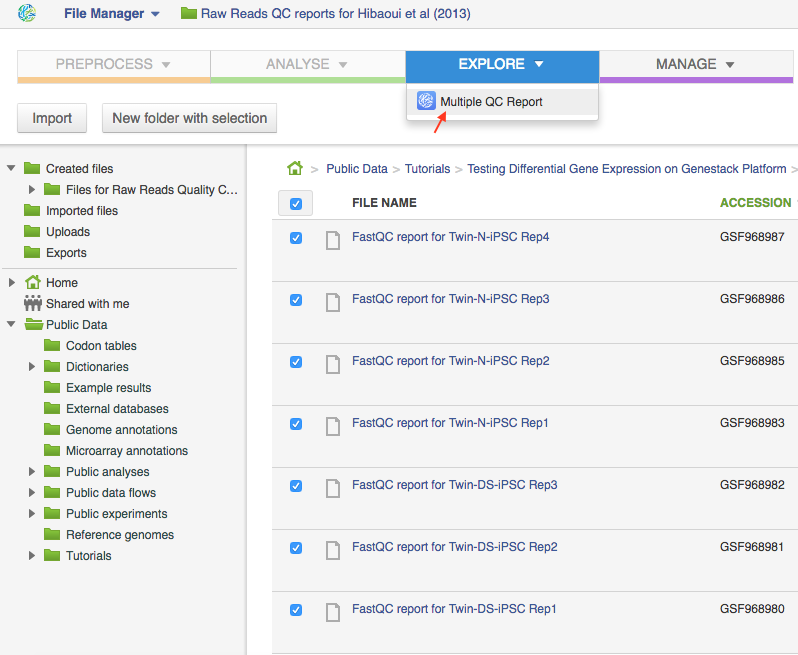 File Manager Raw Reads QC reports for Hibaoui et al (2013)
PREPROCESS ANALYSE EXPLORE MANAGE
Multiple QC Report
Import New folder with selection
Created files
Files for Raw Reads Quality C...
Imported files
Uploads
Exports
Home
Shared with me
Public Data
Codon tables
Dictionaries
Example results
External databases
Genome annotations
Microarray annotations
Public analyses
Public data flows
Public experiments
Reference genomes
Tutorials
> Public Data > Tutorials > Testing Differential Gene Expression on Genestack Platform >
FILE NAME ACCESSION
FastQC report for Twin-N-iPSC Rep4 GSF968987
FastQC report for Twin-N-iPSC Rep3 GSF968986
FastQC report for Twin-N-iPSC Rep2 GSF968985
FastQC report for Twin-N-iPSC Rep1 GSF968983
FastQC report for Twin-DS-iPSC Rep3 GSF968982
FastQC report for Twin-DS-iPSC Rep2 GSF968981
FastQC report for Twin-DS-iPSC Rep1 GSF968980